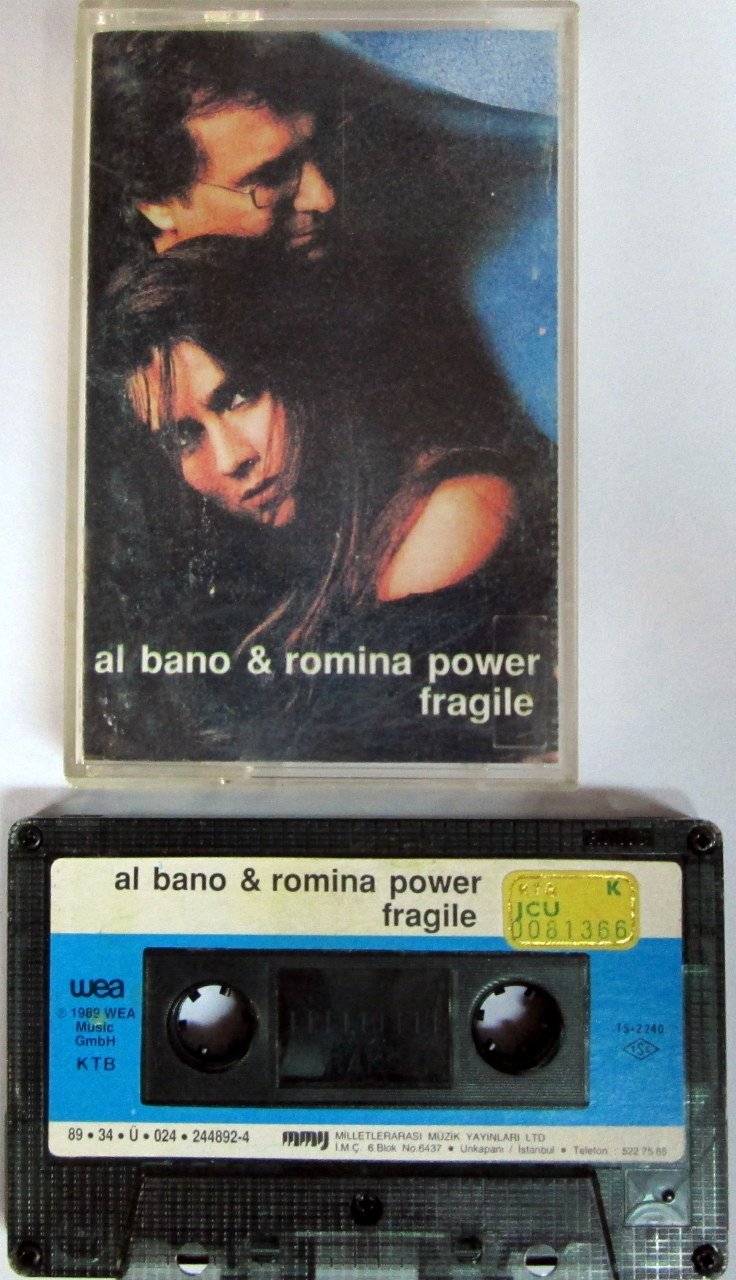 al bano & romina power
fragile
al bano & romina power
fragile
KTB K
JCU
0081366
wea
℗ 1989 WEA
Music
GmbH
KTB
TS-2240
TSE
89 • 34 • Ü • 024 • 244892-4
mmy MİLLETLERARASI MÜZİK YAYINLARI LTD
İ.M.Ç. 6.Blok No.6437 • Unkapanı / İstanbul • Telefon : 522 75 65